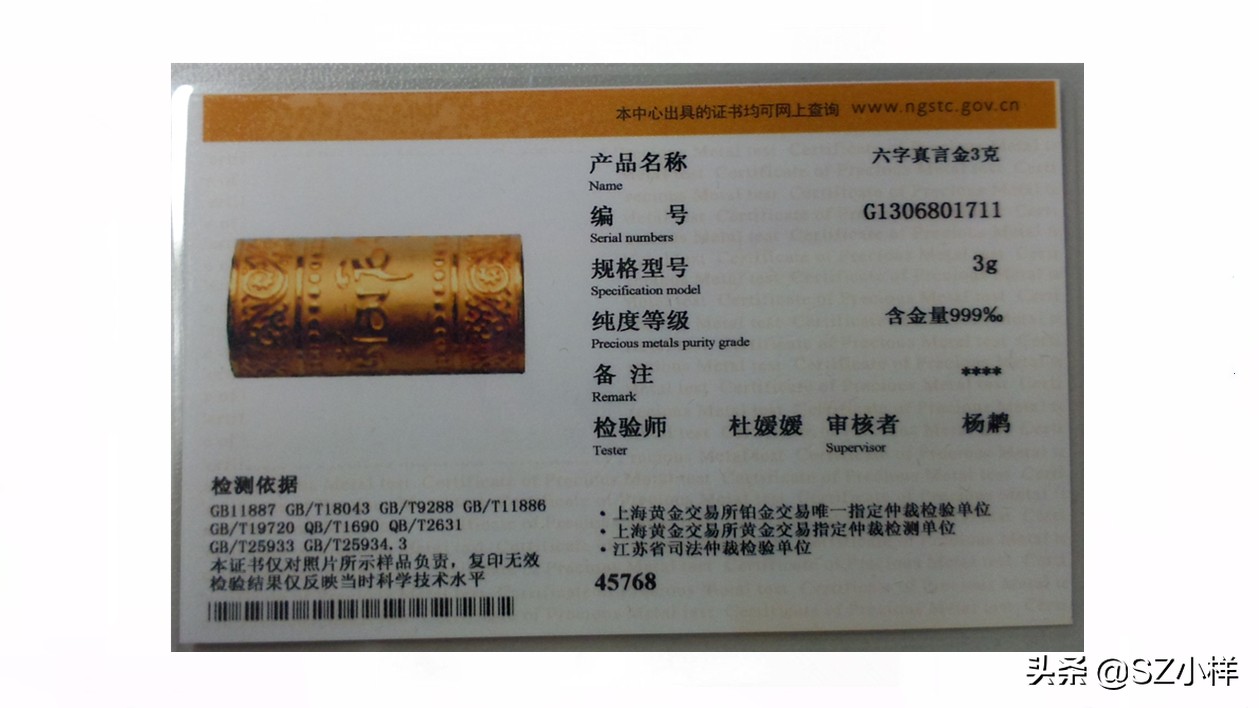 本中心出具的证书均可网上查询 www.ngstc.gov.cn
产品名称 六字真言金3克
Name
编 号 G1306801711
Serial numbers
规格型号 3g
Specification model
纯度等级 含金量999‰
Precious metals purity grade
备 注 ****
Remark
检验师 杜媛媛 审核者 杨鹣
Tester Supervisor
检测依据
GB11887 GB/T18043 GB/T9288 GB/T11886
GB/T19720 QB/T1690 QB/T2631
GB/T25933 GB/T25934.3
本证书仅对照片所示样品负责，复印无效
检验结果仅反映当时科学技术水平
·上海黄金交易所铂金交易唯一指定仲裁检验单位
·上海黄金交易所黄金交易指定仲裁检测单位
·江苏省司法仲裁检验单位
45768
头条 @SZ小样